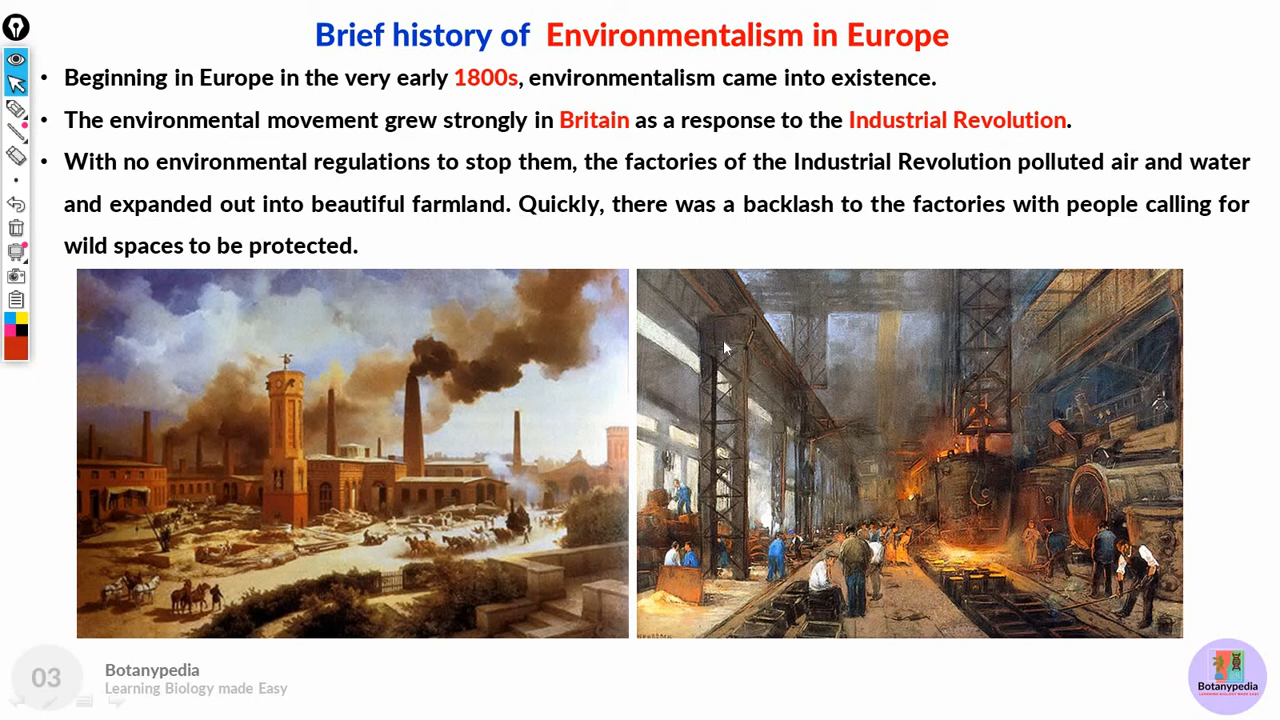 Brief history of Environmentalism in Europe
• Beginning in Europe in the very early 1800s, environmentalism came into existence.
• The environmental movement grew strongly in Britain as a response to the Industrial Revolution.
• With no environmental regulations to stop them, the factories of the Industrial Revolution polluted air and water
and expanded out into beautiful farmland. Quickly, there was a backlash to the factories with people calling for
wild spaces to be protected.
03
Botanypedia
Learning Biology made Easy
Botanypedia
LEARNING BIOLOGY MADE EASY